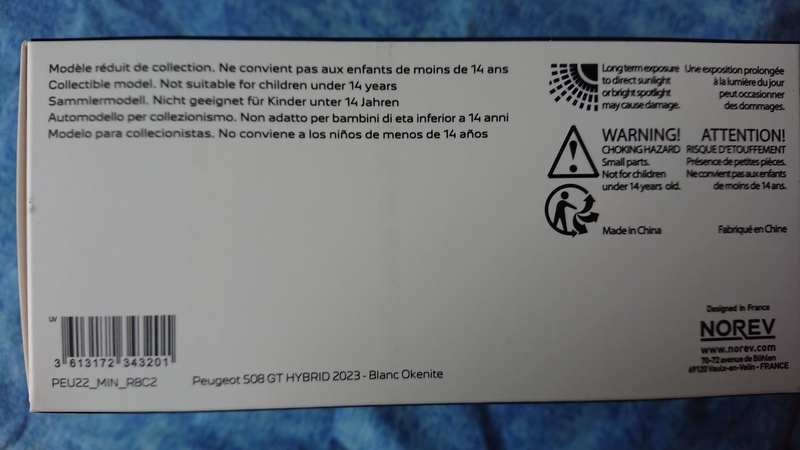 Modèle réduit de collection. Ne convient pas aux enfants de moins de 14 ans
Collectible model. Not suitable for children under 14 years
Sammlermodell. Nicht geeignet für Kinder unter 14 Jahren
Automodello per collezionismo. Non adatto per bambini di eta inferior a 14 anni
Modelo para collecionistas. No conviene a los niños de menos de 14 años
Long term exposure
to direct sunlight
or bright spotlight
may cause damage.
Une exposition prolongée
à la lumière du jour
peut occasionner
des dommages.
WARNING!
CHOKING HAZARD
Small parts.
Not for children
under 14 years old.
ATTENTION!
RISQUE D'ETOUFFEMENT
Présence de petites pièces.
Ne convient pas aux enfants
de moins de 14 ans.
Made in China
Fabriqué en Chine
UV
3 613172 343201
PEU22_MIN_R8C2
Peugeot 508 GT HYBRID 2023 - Blanc Okenite
Designed in France
NOREV
www.norev.com
70-72 avenue de Böhlen
69120 Vaulx-en-Velin - FRANCE